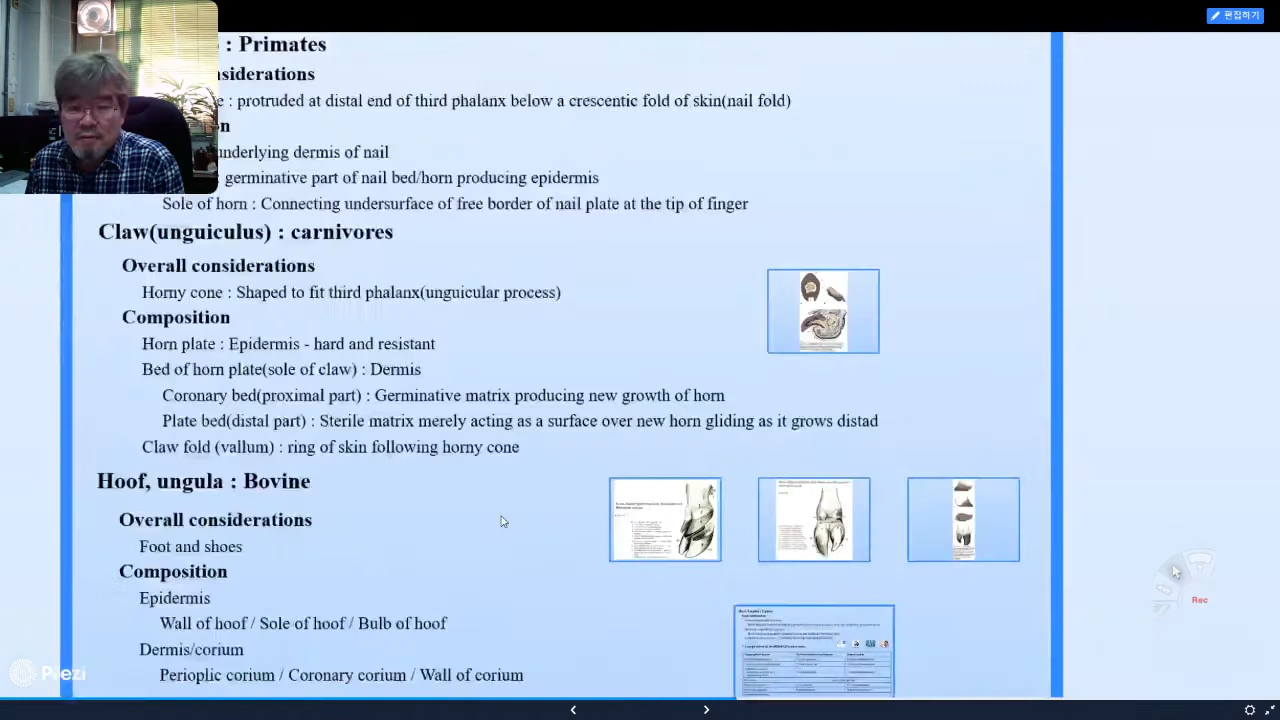 편집하기
: Primates
nsiderations
e : protruded at distal end of third phalanx below a crescentic fold of skin(nail fold)
n
underlying dermis of nail
: germinative part of nail bed/horn producing epidermis
Sole of horn : Connecting undersurface of free border of nail plate at the tip of finger
Claw(unguiculus) : carnivores
Overall considerations
Horny cone : Shaped to fit third phalanx(unguicular process)
Composition
Horn plate : Epidermis - hard and resistant
Bed of horn plate(sole of claw) : Dermis
Coronary bed(proximal part) : Germinative matrix producing new growth of horn
Plate bed(distal part) : Sterile matrix merely acting as a surface over new horn gliding as it grows distad
Claw fold (vallum) : ring of skin following horny cone
Hoof, ungula : Bovine
Overall considerations
Foot and shoes
Composition
Epidermis
Wall of hoof / Sole of hoof / Bulb of hoof
Dermis/corium
Perioplic corium / Coronary corium / Wall of corium
Rec
Prezi